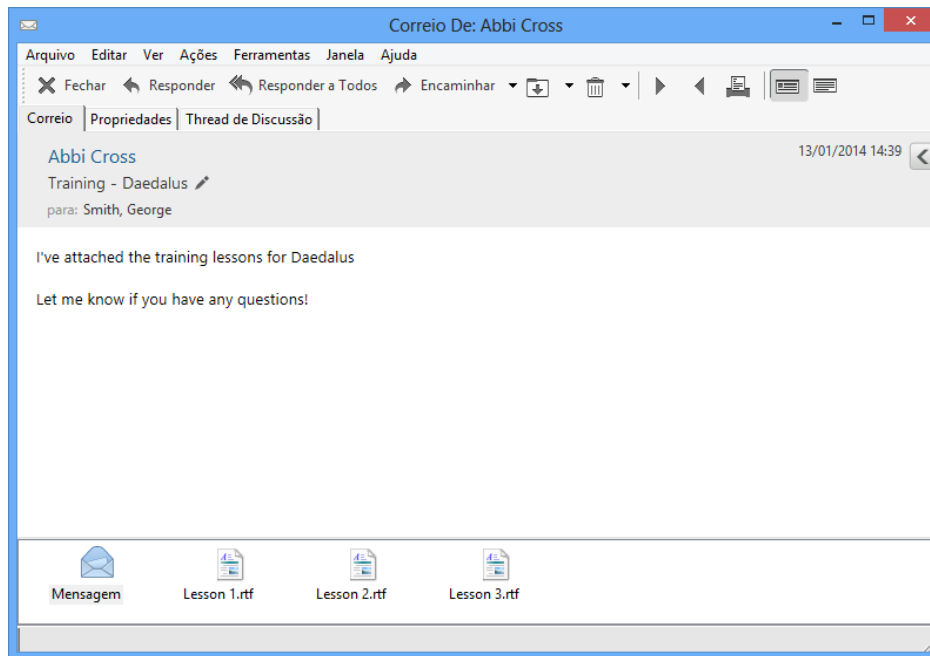 Correio De: Abbi Cross
Arquivo Editar Ver Ações Ferramentas Janela Ajuda
Fechar Responder Responder a Todos Encaminhar
Correio Propriedades Thread de Discussão
Abbi Cross 13/01/2014 14:39
Training - Daedalus
para: Smith, George
I've attached the training lessons for Daedalus
Let me know if you have any questions!
Mensagem Lesson 1.rtf Lesson 2.rtf Lesson 3.rtf